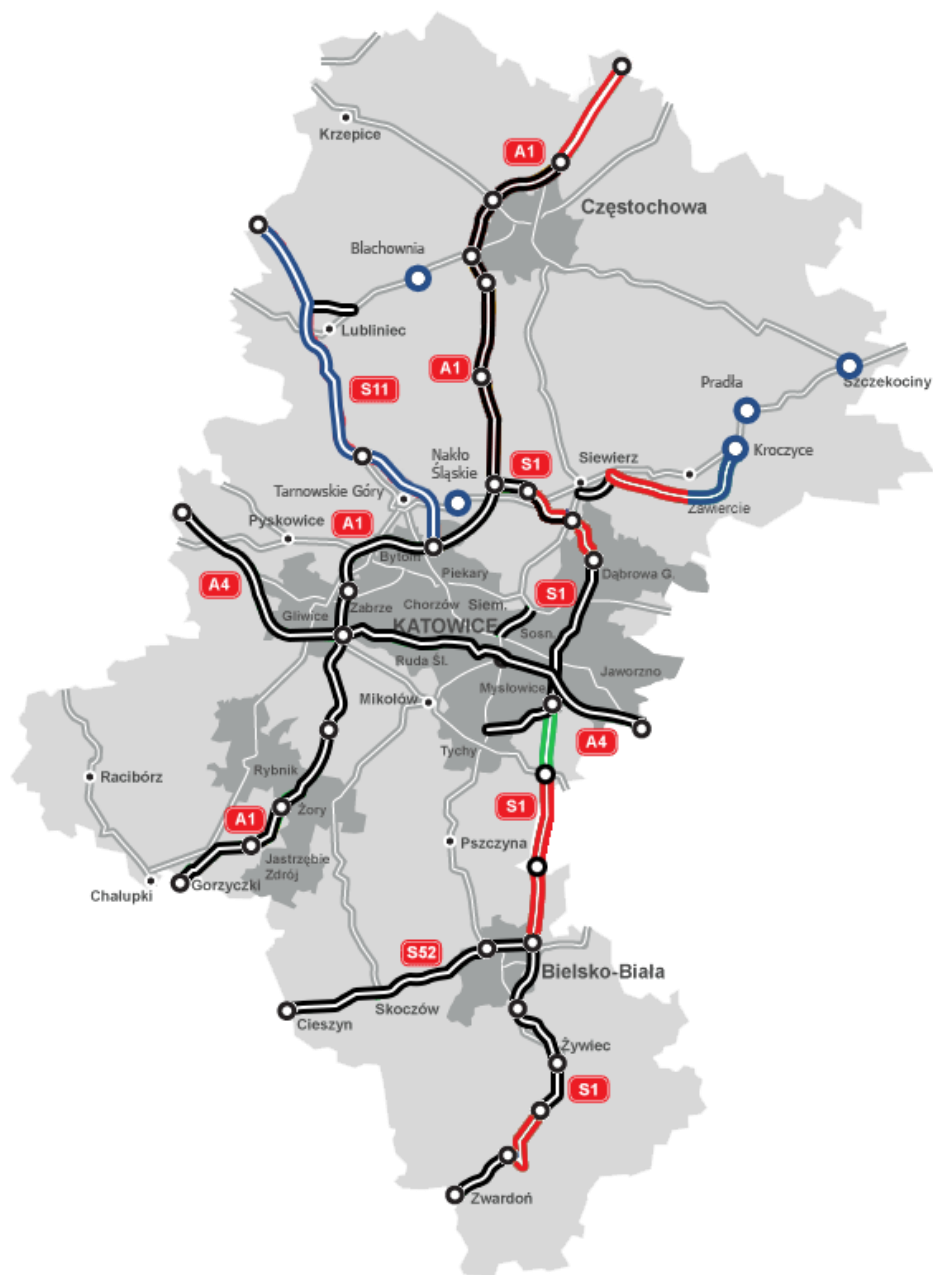 Krzepice
A1
Częstochowa
Blachownia
Lubliniec
A1
S11
Pradła
Szczekociny
Nakło
Śląskie
S1
Siewierz
Kroczyce
Tarnowskie Góry
Zawiercie
Pyskowice
A1
Bytom
Piekary
Dąbrowa G.
A4
S1
Gliwice
Zabrze
Chorzów
Siem.
KATOWICE
Sosn.
Ruda Śl.
Jaworzno
Mikołów
Mysłowice
Tychy
A4
Racibórz
Rybnik
S1
A1
Żory
Pszczyna
Jastrzębie
Zdrój
Chałupki
Gorzyczki
S52
Bielsko-Biała
Skoczów
Cieszyn
Żywiec
S1
Zwardoń